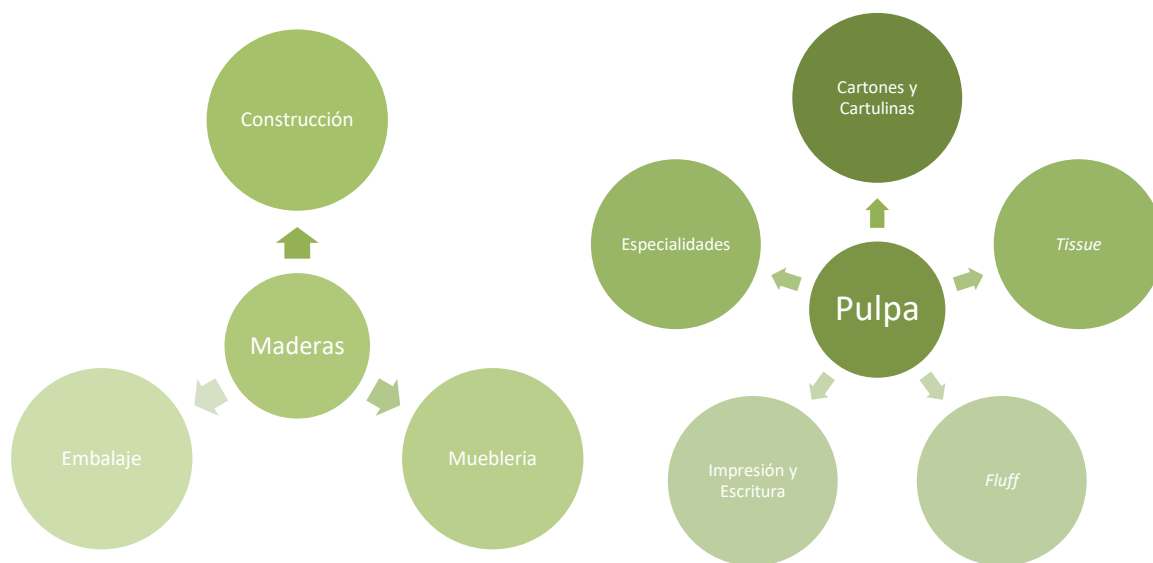 Construcción
Maderas
Embalaje
Muebleria
Cartones y
Cartulinas
Especialidades
Tissue
Pulpa
Impresión y
Escritura
Fluff